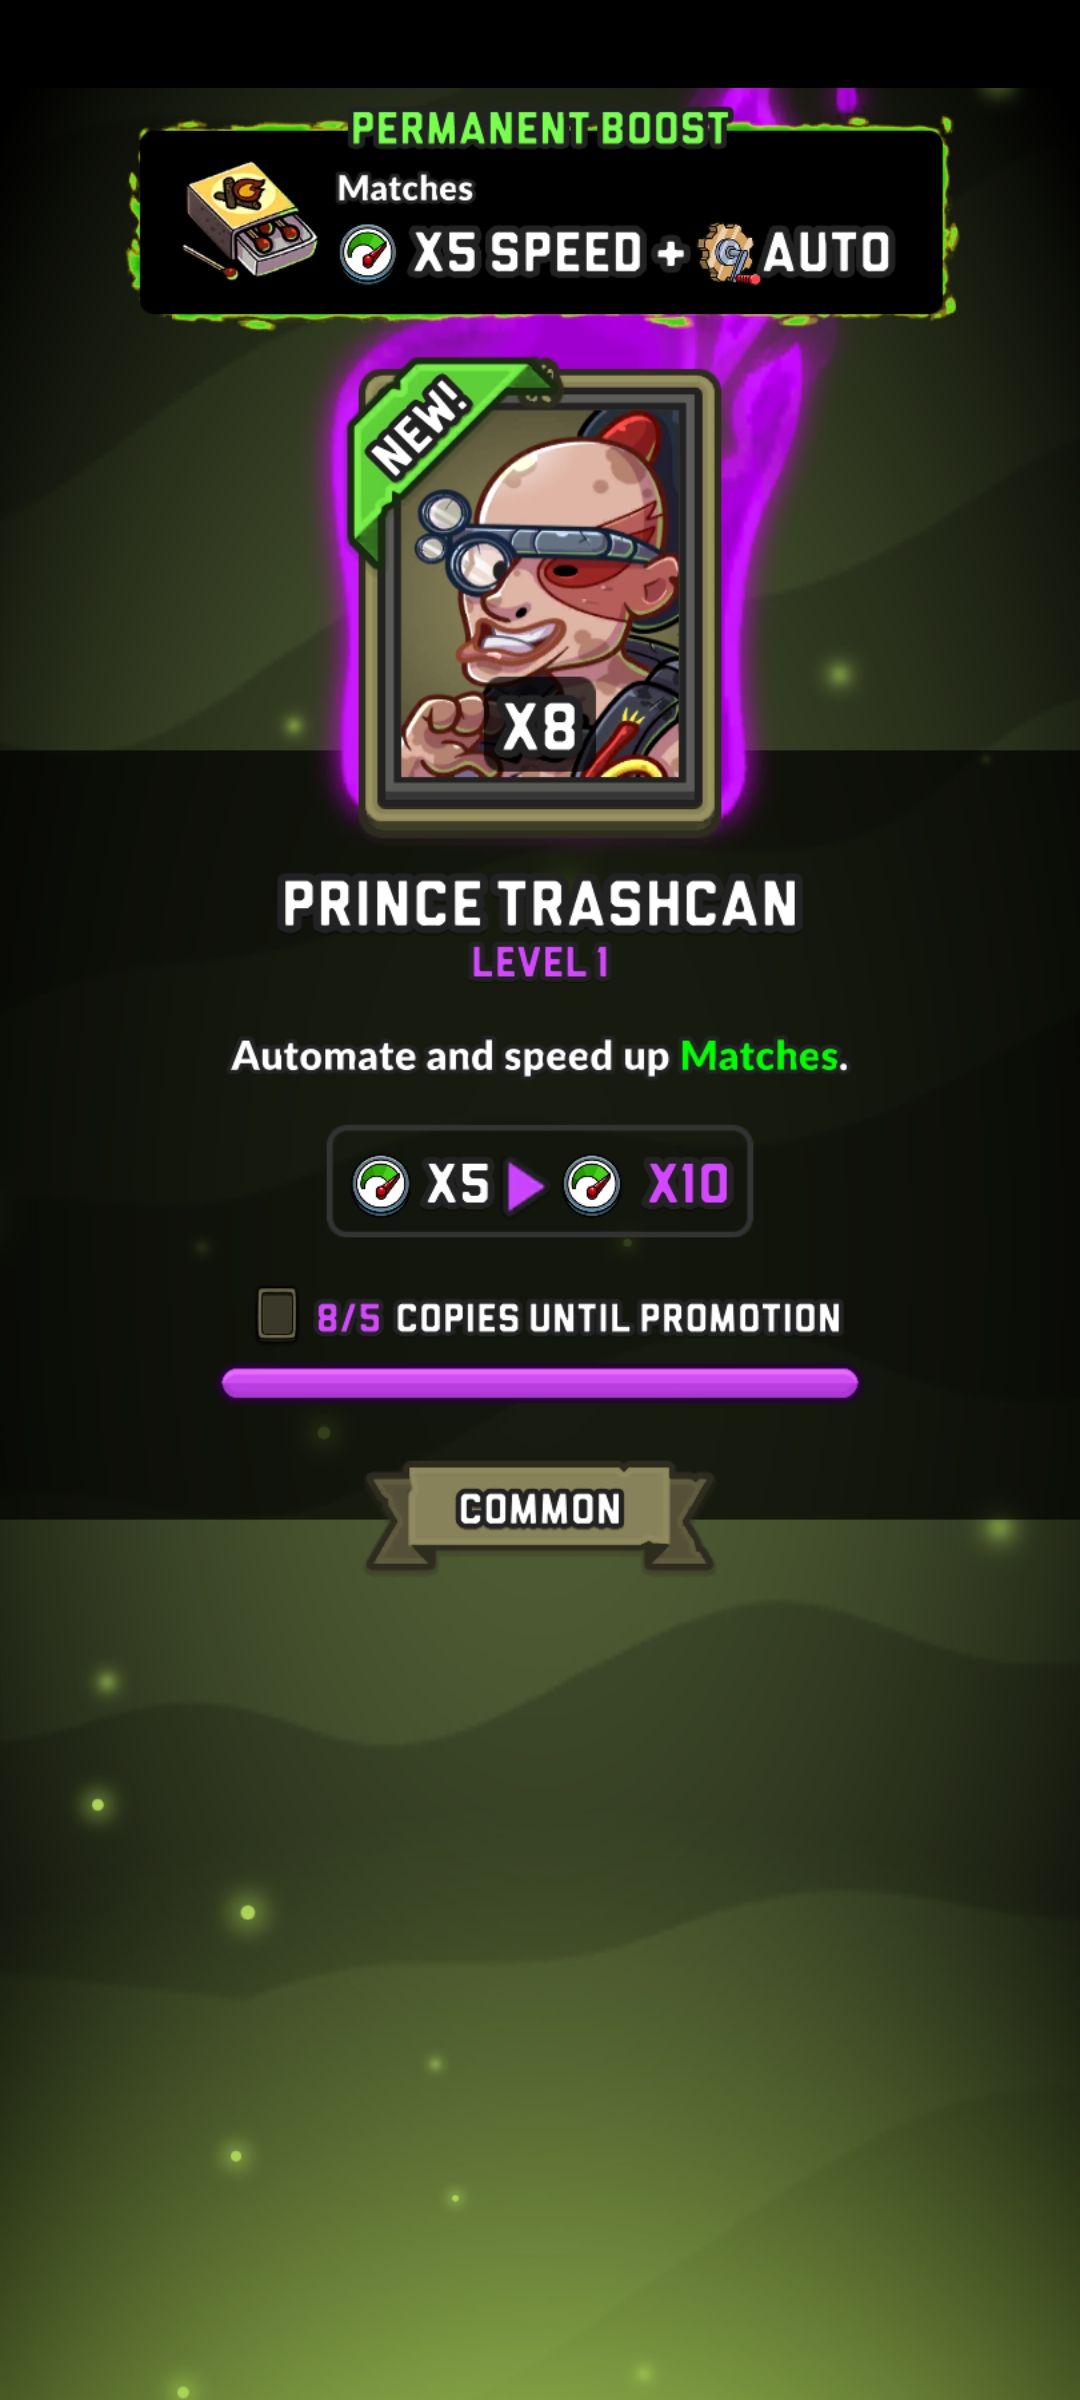 PERMANENT BOOST
Matches
X5 SPEED + AUTO
NEW!
X8
PRINCE TRASHCAN
LEVEL 1
Automate and speed up Matches.
X5 X10
8/5 COPIES UNTIL PROMOTION
COMMON